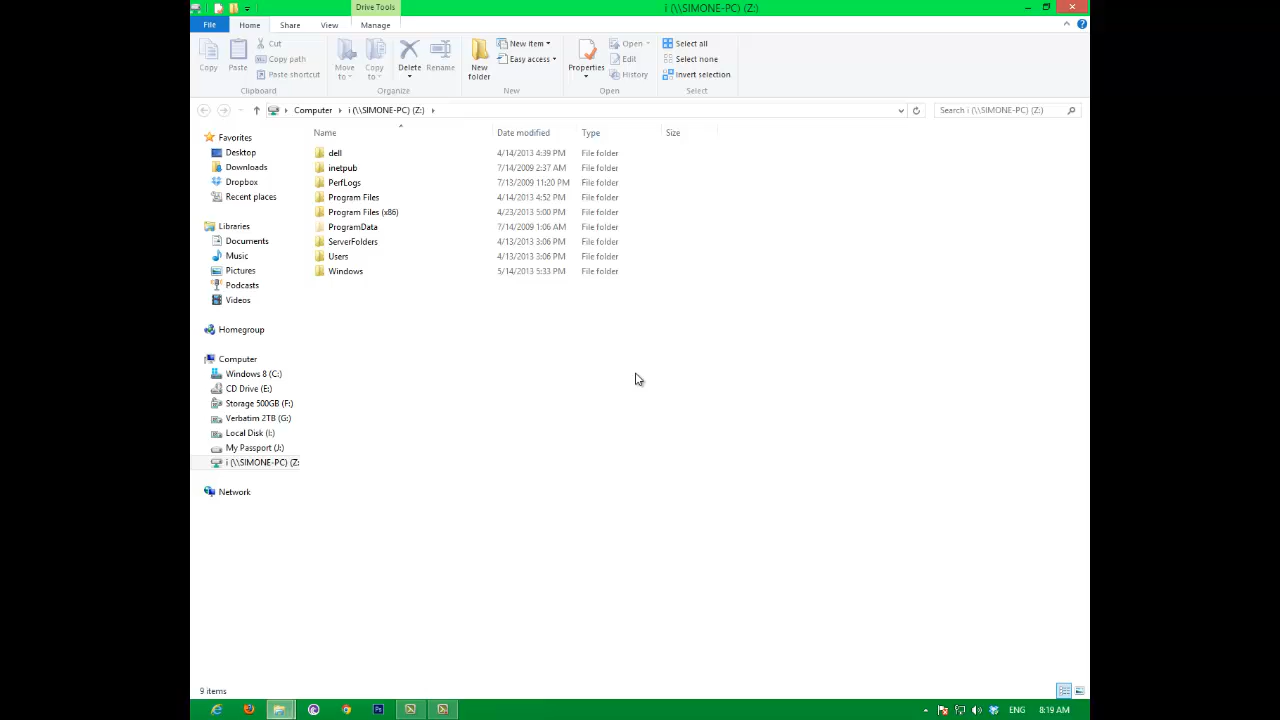 Drive Tools
i (\\SIMONE-PC) (Z:)
File Home Share View Manage
Copy
Paste
Cut
Copy path
Paste shortcut
Clipboard
Move to
Copy to
Delete
Rename
Organize
New folder
New item
Easy access
New
Properties
Open
Edit
History
Open
Select all
Select none
Invert selection
Select
Computer i (\\SIMONE-PC) (Z:)
Search i (\\SIMONE-PC) (Z:)
Favorites
Desktop
Downloads
Dropbox
Recent places
Libraries
Documents
Music
Pictures
Podcasts
Videos
Homegroup
Computer
Windows 8 (C:)
CD Drive (E:)
Storage 500GB (F:)
Verbatim 2TB (G:)
Local Disk (I:)
My Passport (J:)
i (\\SIMONE-PC) (Z:
Network
Name Date modified Type Size
dell 4/14/2013 4:39 PM File folder
inetpub 7/14/2009 2:37 AM File folder
PerfLogs 7/13/2009 11:20 PM File folder
Program Files 4/14/2013 4:52 PM File folder
Program Files (x86) 4/23/2013 5:00 PM File folder
ProgramData 7/14/2009 1:06 AM File folder
ServerFolders 4/13/2013 3:06 PM File folder
Users 4/13/2013 3:06 PM File folder
Windows 5/14/2013 5:33 PM File folder
9 items
ENG 8:19 AM